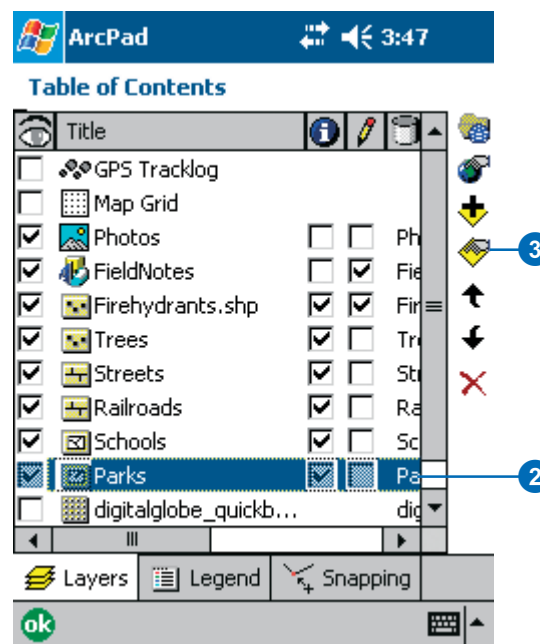 ArcPad 3:47
Table of Contents
Title
GPS Tracklog
Map Grid
Photos Ph
FieldNotes Fie
3
Firehydrants.shp Fir
Trees Tr
Streets St
Railroads Ra
Schools Sc
Parks Pa
2
digitalglobe_quickb... dig
Layers Legend Snapping
ok